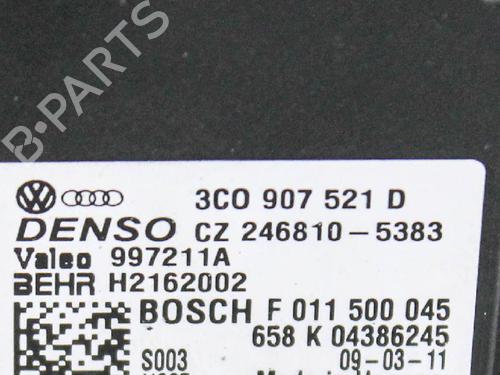 B-PARTS
3C0 907 521 D
DENSO CZ 246810-5383
Valeo 997211A
BEHR H2162002
BOSCH F 011 500 045
658 K 04386245
S003 09-03-11